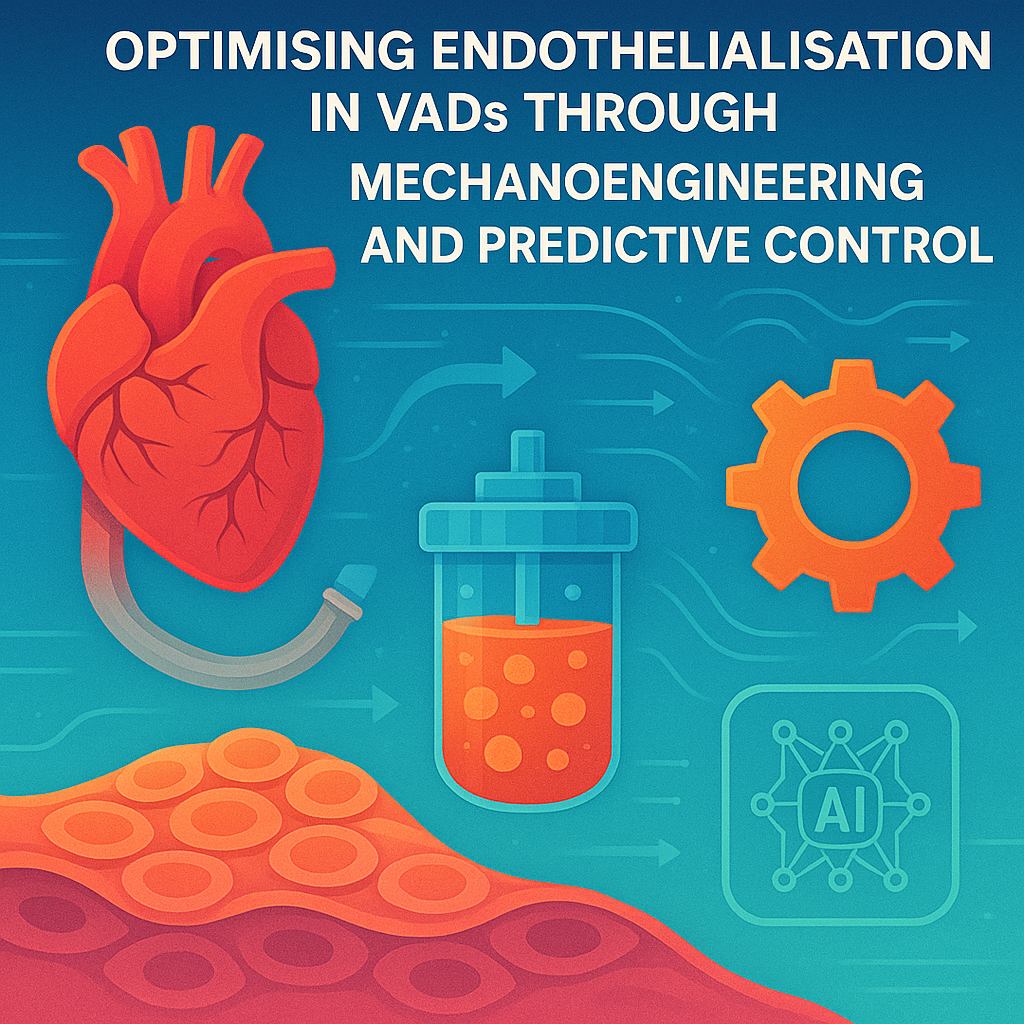 OPTIMISING ENDOTHELIALISATION
IN VADs THROUGH
MECHANOENGINEERING
AND PREDICTIVE CONTROL
AI